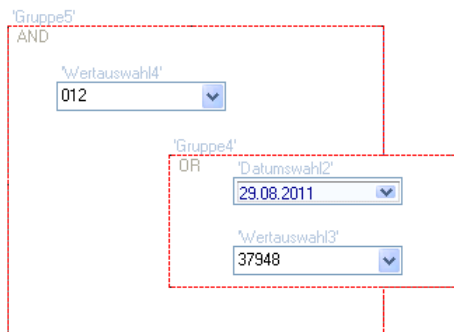 'Gruppe5'
AND
'Wertauswahl4'
012
'Gruppe4'
OR
'Datumswahl2'
29.08.2011
'Wertauswahl3'
37948